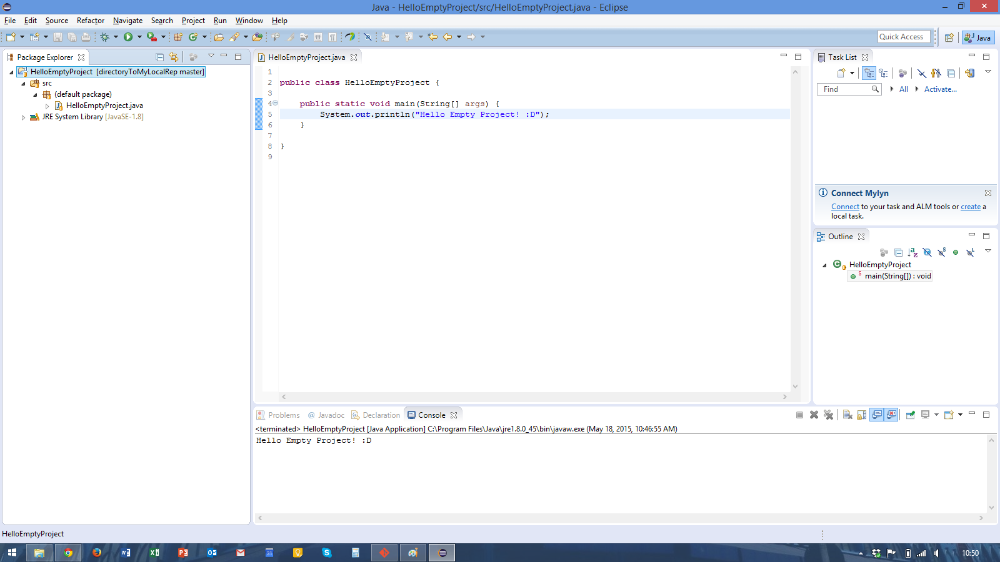 Java - HelloEmptyProject/src/HelloEmptyProject.java - Eclipse
File Edit Source Refactor Navigate Search Project Run Window Help
Quick Access
Java
Package Explorer
HelloEmptyProject [directoryToMyLocalRep master]
src
(default package)
HelloEmptyProject.java
JRE System Library [JavaSE-1.8]
HelloEmptyProject.java
1
2 public class HelloEmptyProject {
3
4 public static void main(String[] args) {
5 System.out.println("Hello Empty Project! :D");
6 }
7
8 }
9
Task List
Find
All
Activate...
Connect Mylyn
Connect to your task and ALM tools or create a
local task.
Outline
HelloEmptyProject
main(String[]) : void
Problems @ Javadoc Declaration Console
<terminated> HelloEmptyProject [Java Application] C:\Program Files\Java\jre1.8.0_45\bin\javaw.exe (May 18, 2015, 10:46:55 AM)
Hello Empty Project! :D
HelloEmptyProject
31
10:50